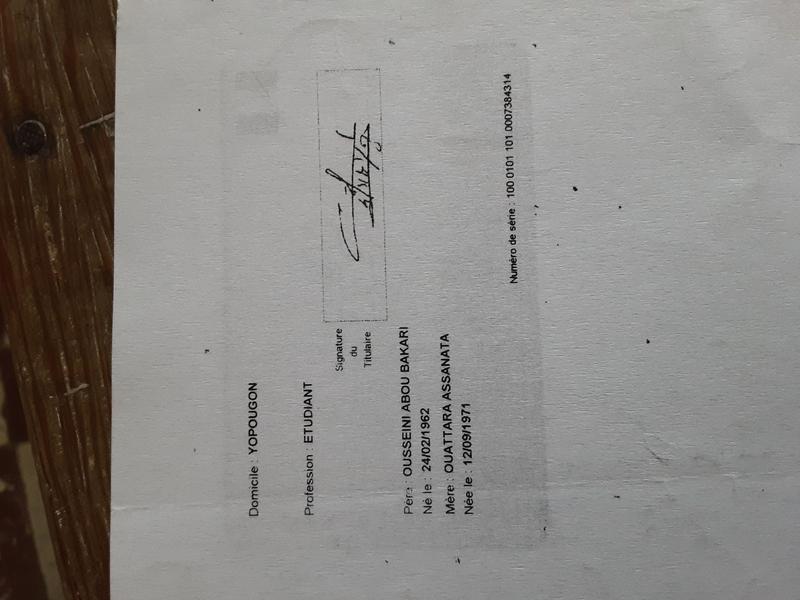 Domicile : YOPOUGON
Profession : ETUDIANT
Signature
du
Titulaire
Père : OUSSEINI ABOU BAKARI
Né le : 24/02/1962
Mère : OUATTARA ASSANATA
Née le : 12/09/1971
Numéro de série : 100 0101 101 0007384314